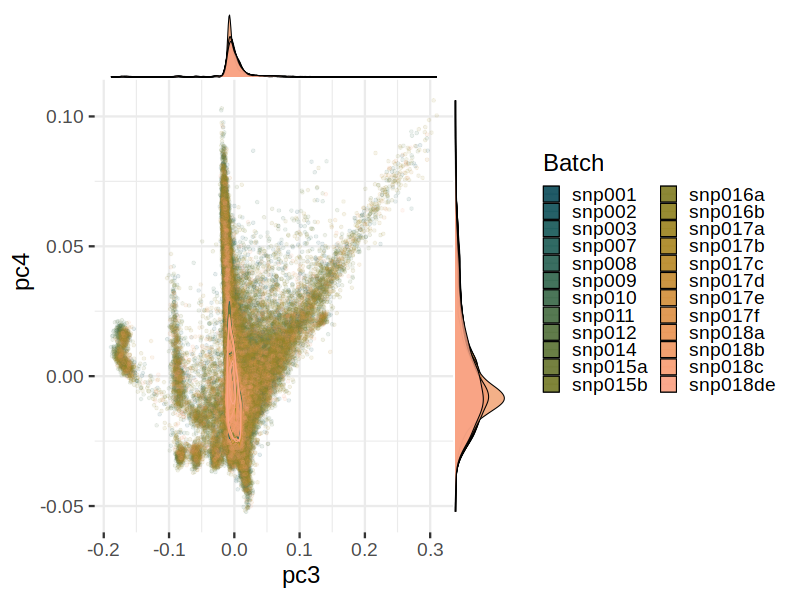 0.10
0.05
0.00
-0.05
-0.2 -0.1 0.0 0.1 0.2 0.3
pc3
pc4
Batch
snp001 snp016a
snp002 snp016b
snp003 snp017a
snp007 snp017b
snp008 snp017c
snp009 snp017d
snp010 snp017e
snp011 snp017f
snp012 snp018a
snp014 snp018b
snp015a snp018c
snp015b snp018de